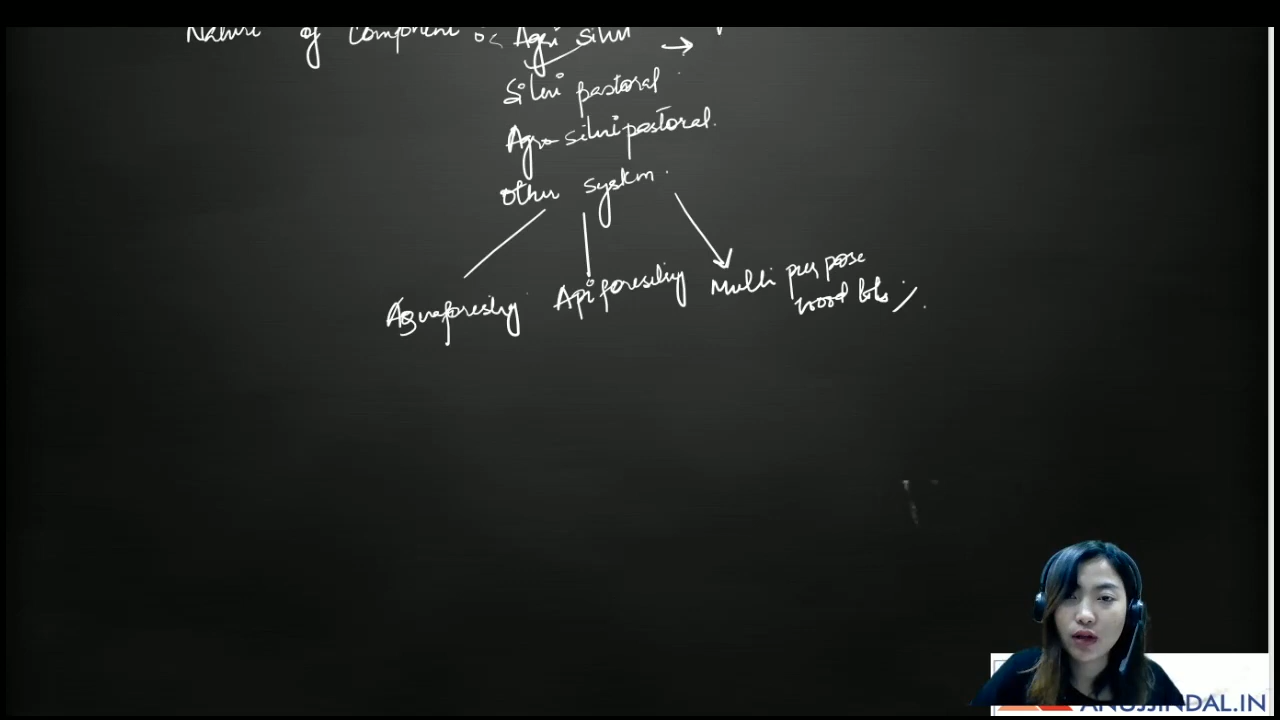 Nature of Component :< Agri silvi →
Silvi pastoral
Agro-silvipastoral.
Other system.
Aquaforestry Apiforestry Multi purpose
wood lots
ANUJJINDAL.IN